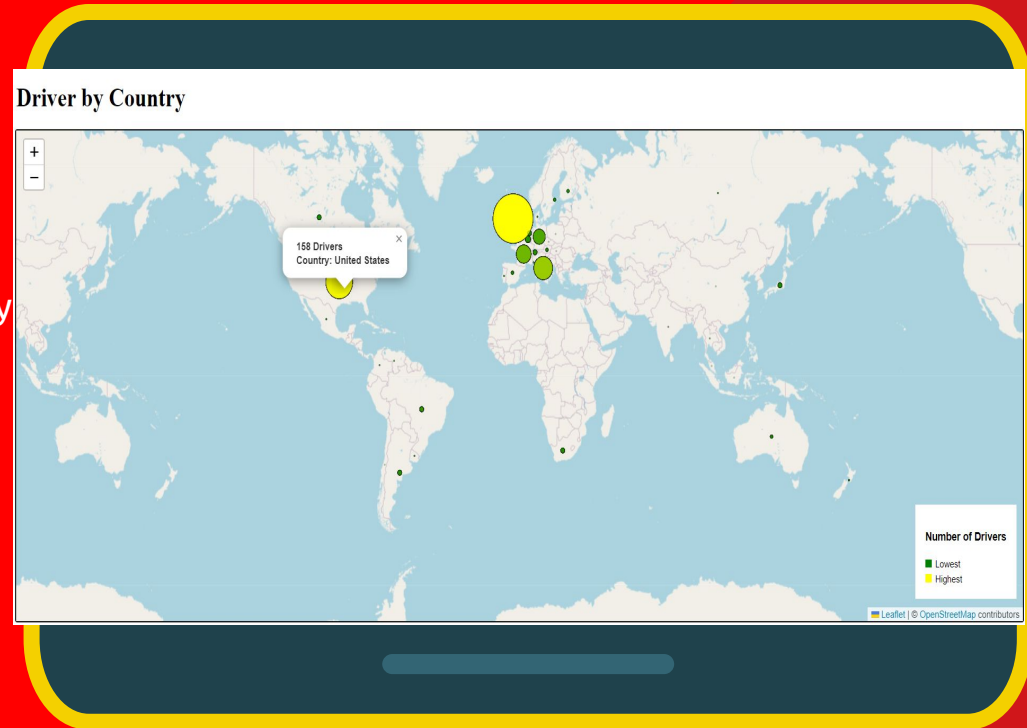 Driver by Country
+
−
×
158 Drivers
Country: United States
y
Number of Drivers
Lowest
Highest
Leaflet | © OpenStreetMap contributors